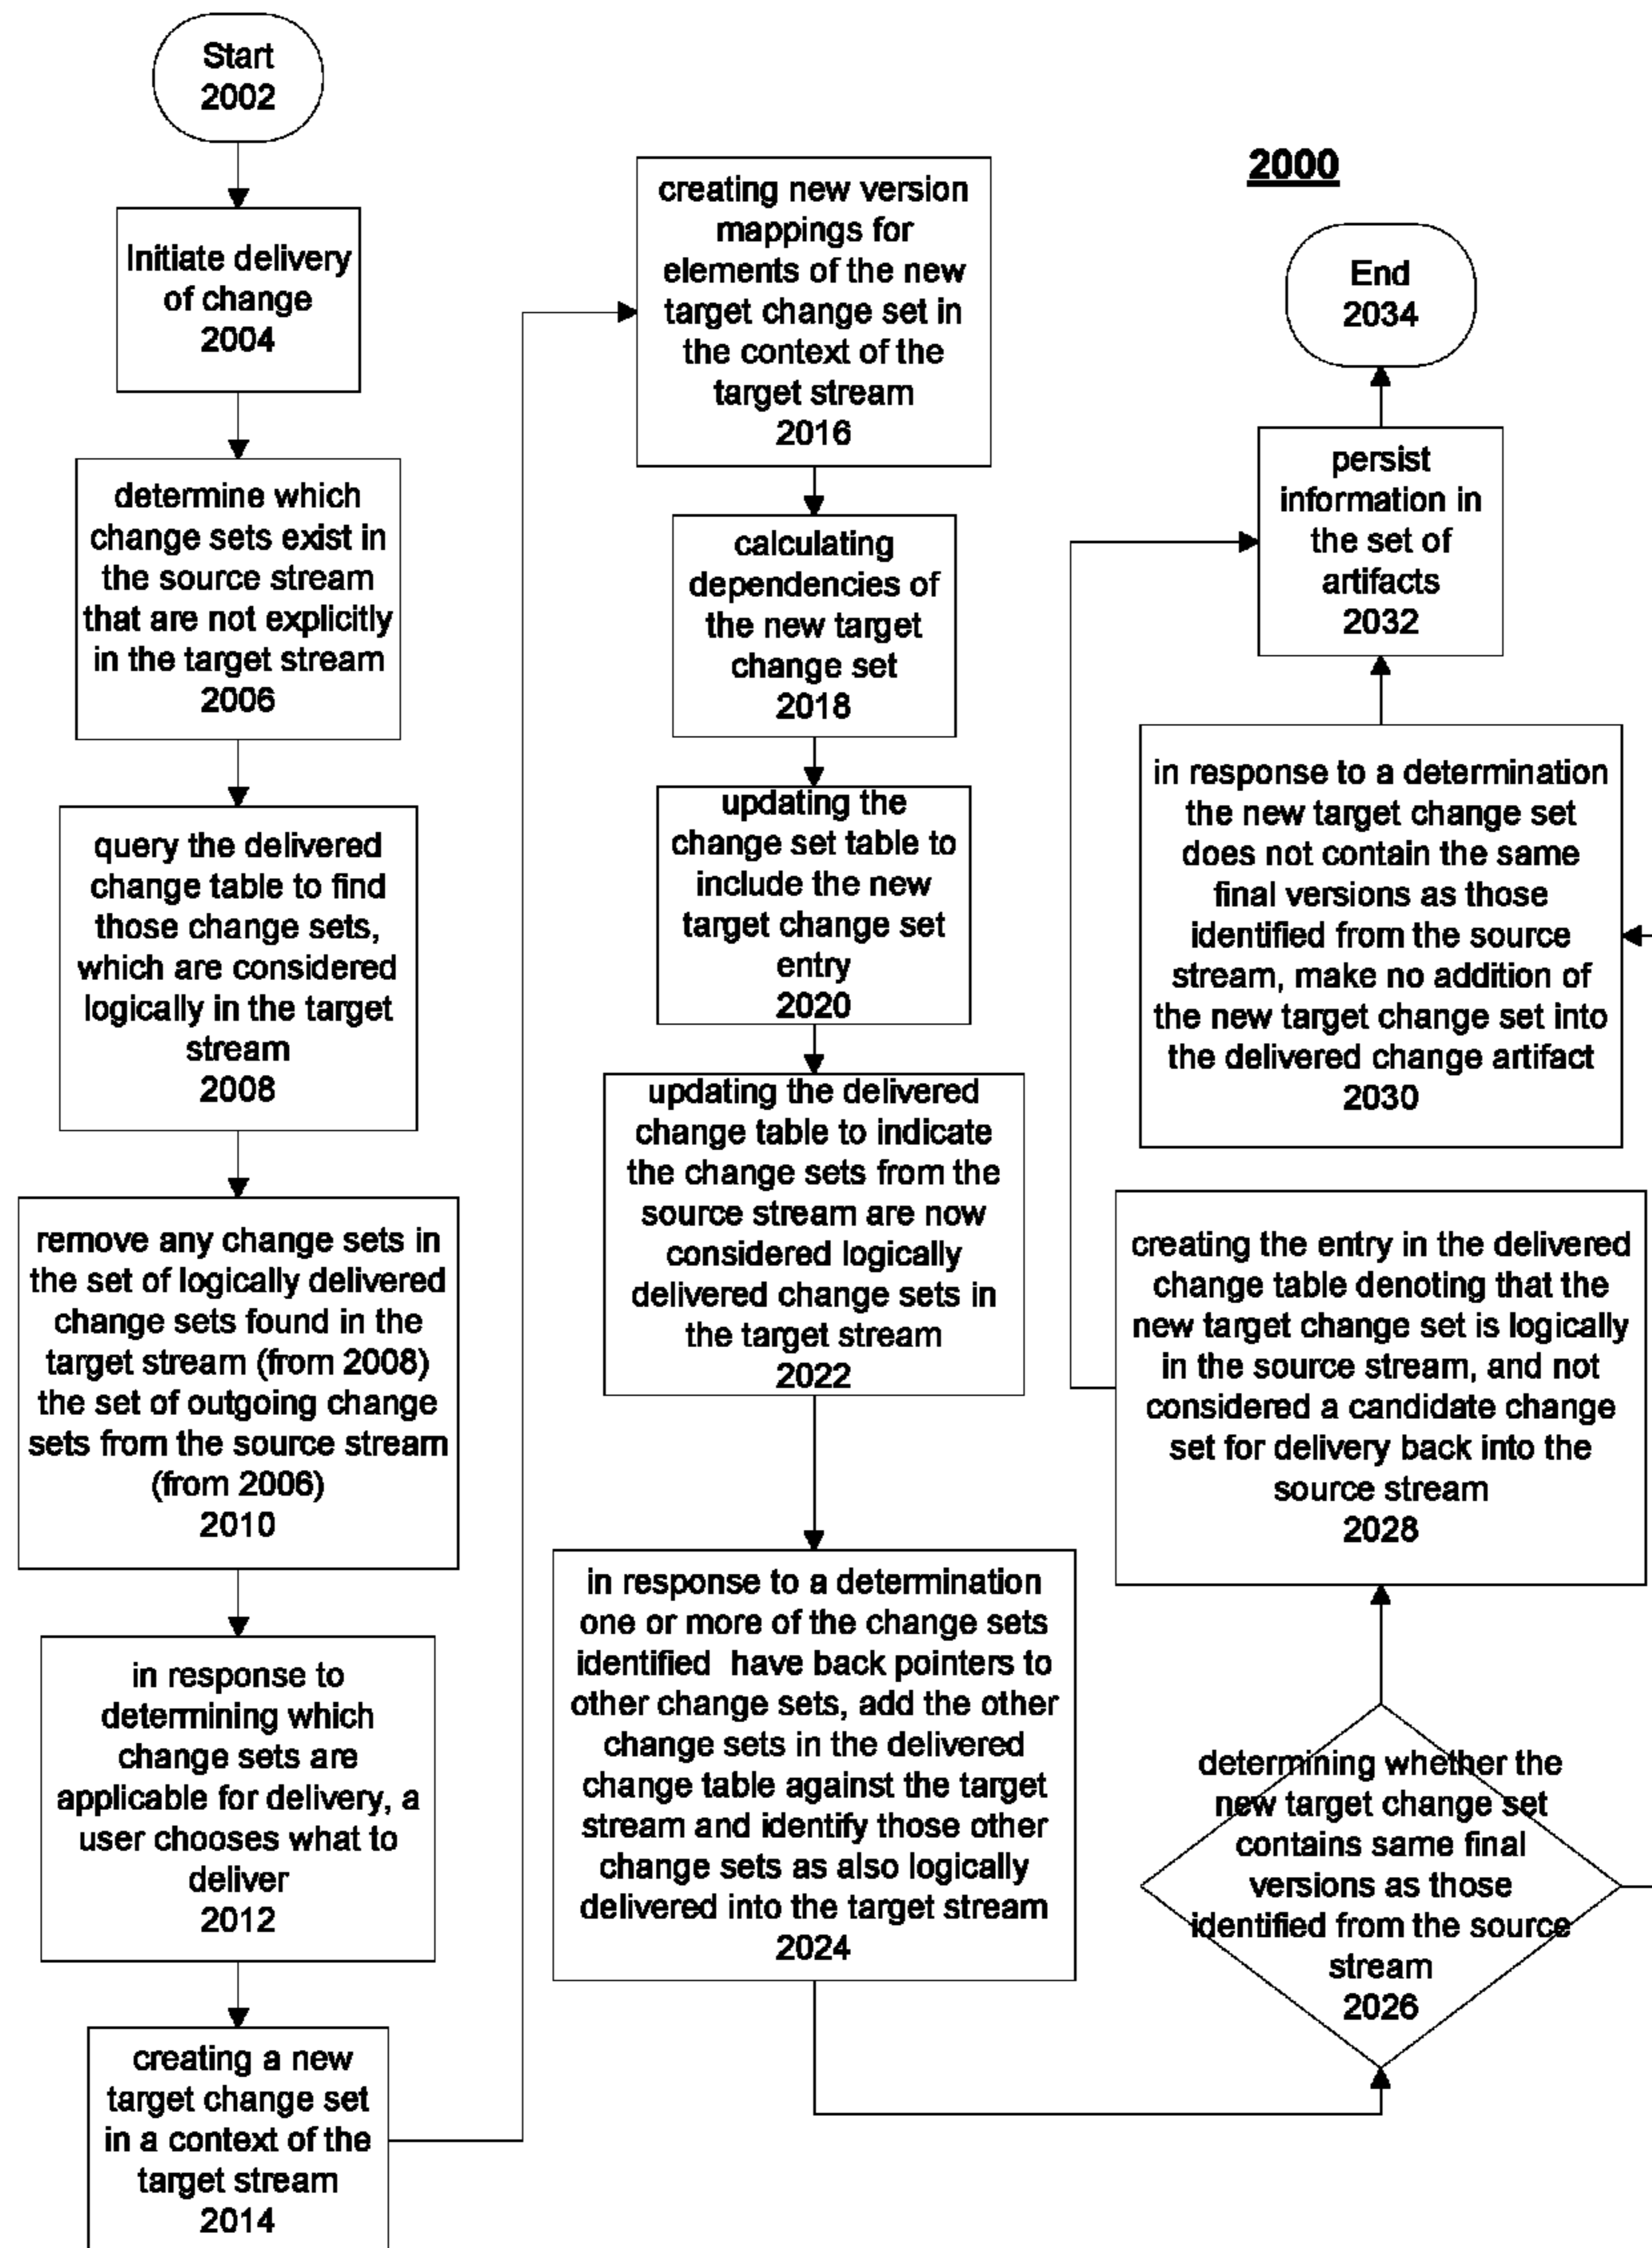 Start
2002
Initiate delivery
of change
2004
determine which
change sets exist in
the source stream
that are not explicitly
in the target stream
2006
query the delivered
change table to find
those change sets,
which are considered
logically in the target
stream
2008
remove any change sets in
the set of logically delivered
change sets found in the
target stream (from 2008)
the set of outgoing change
sets from the source stream
(from 2006)
2010
in response to
determining which
change sets are
applicable for delivery, a
user chooses what to
deliver
2012
creating a new
target change set
in a context of the
target stream
2014
creating new version
mappings for
elements of the new
target change set in
the context of the
target stream
2016
calculating
dependencies of
the new target
change set
2018
updating the
change set table to
include the new
target change set
entry
2020
updating the delivered
change table to indicate
the change sets from the
source stream are now
considered logically
delivered change sets in
the target stream
2022
in response to a determination
one or more of the change sets
identified have back pointers to
other change sets, add the other
change sets in the delivered
change table against the target
stream and identify those other
change sets as also logically
delivered into the target stream
2024
2000
End
2034
persist
information in
the set of
artifacts
2032
in response to a determination
the new target change set
does not contain the same
final versions as those
identified from the source
stream, make no addition of
the new target change set into
the delivered change artifact
2030
creating the entry in the delivered
change table denoting that the
new target change set is logically
in the source stream, and not
considered a candidate change
set for delivery back into the
source stream
2028
determining whether the
new target change set
contains same final
versions as those
identified from the source
stream
2026